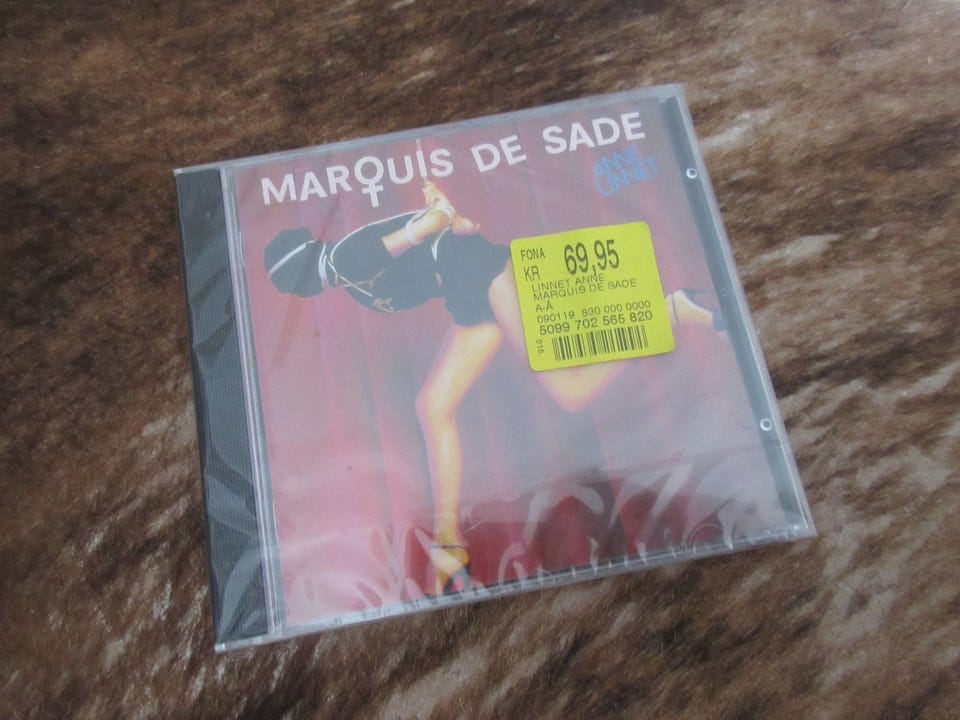 MARQUIS DE SADE
ANNE
LINNET
FONA
KR 69,95
LINNET ANNE
MARQUIS DE SADE
A-Å
090119 830 000 0000
5099 702 565 820
016.